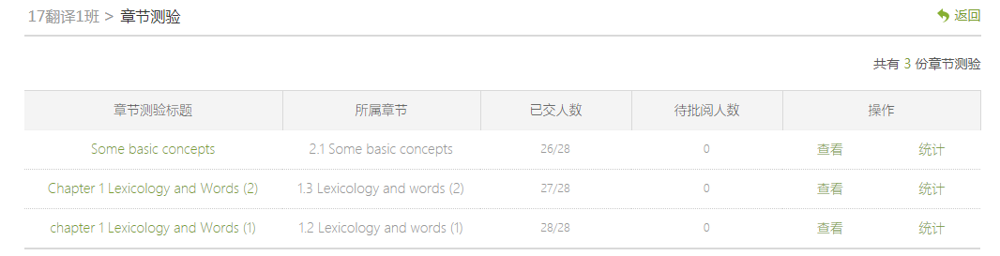 17翻译1班 > 章节测验 返回
共有 3 份章节测验
章节测验标题 所属章节 已交人数 待批阅人数 操作
Some basic concepts 2.1 Some basic concepts 26/28 0 查看 统计
Chapter 1 Lexicology and Words (2) 1.3 Lexicology and words (2) 27/28 0 查看 统计
chapter 1 Lexicology and Words (1) 1.2 Lexicology and words (1) 28/28 0 查看 统计